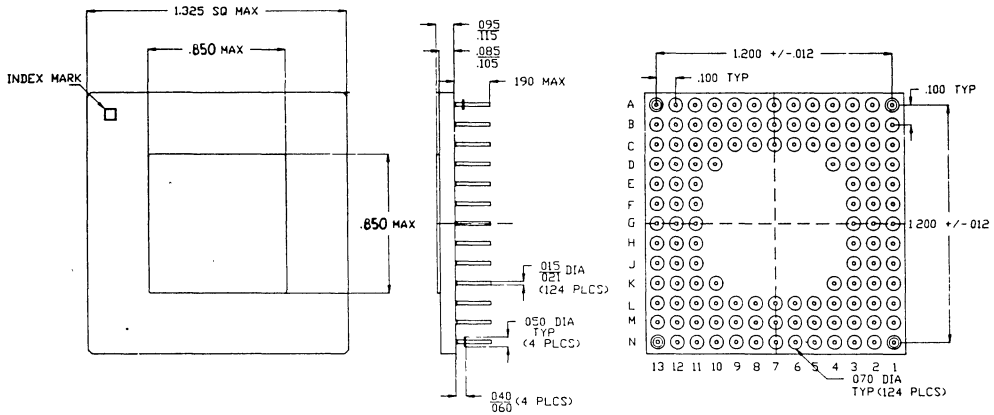 1.325 SQ MAX
.850 MAX
INDEX MARK
.850 MAX
.095
.115
.085
.105
.190 MAX
.015
.021
DIA
(124 PLCS)
.050 DIA
TYP
(4 PLCS)
.040
.060
(4 PLCS)
1.200 +/-.012
.100 TYP
.100 TYP
A
B
C
D
E
F
G
H
J
K
L
M
N
1.200 +/-.012
13 12 11 10 9 8 7 6 5 4 3 2 1
.070 DIA
TYP (124 PLCS)